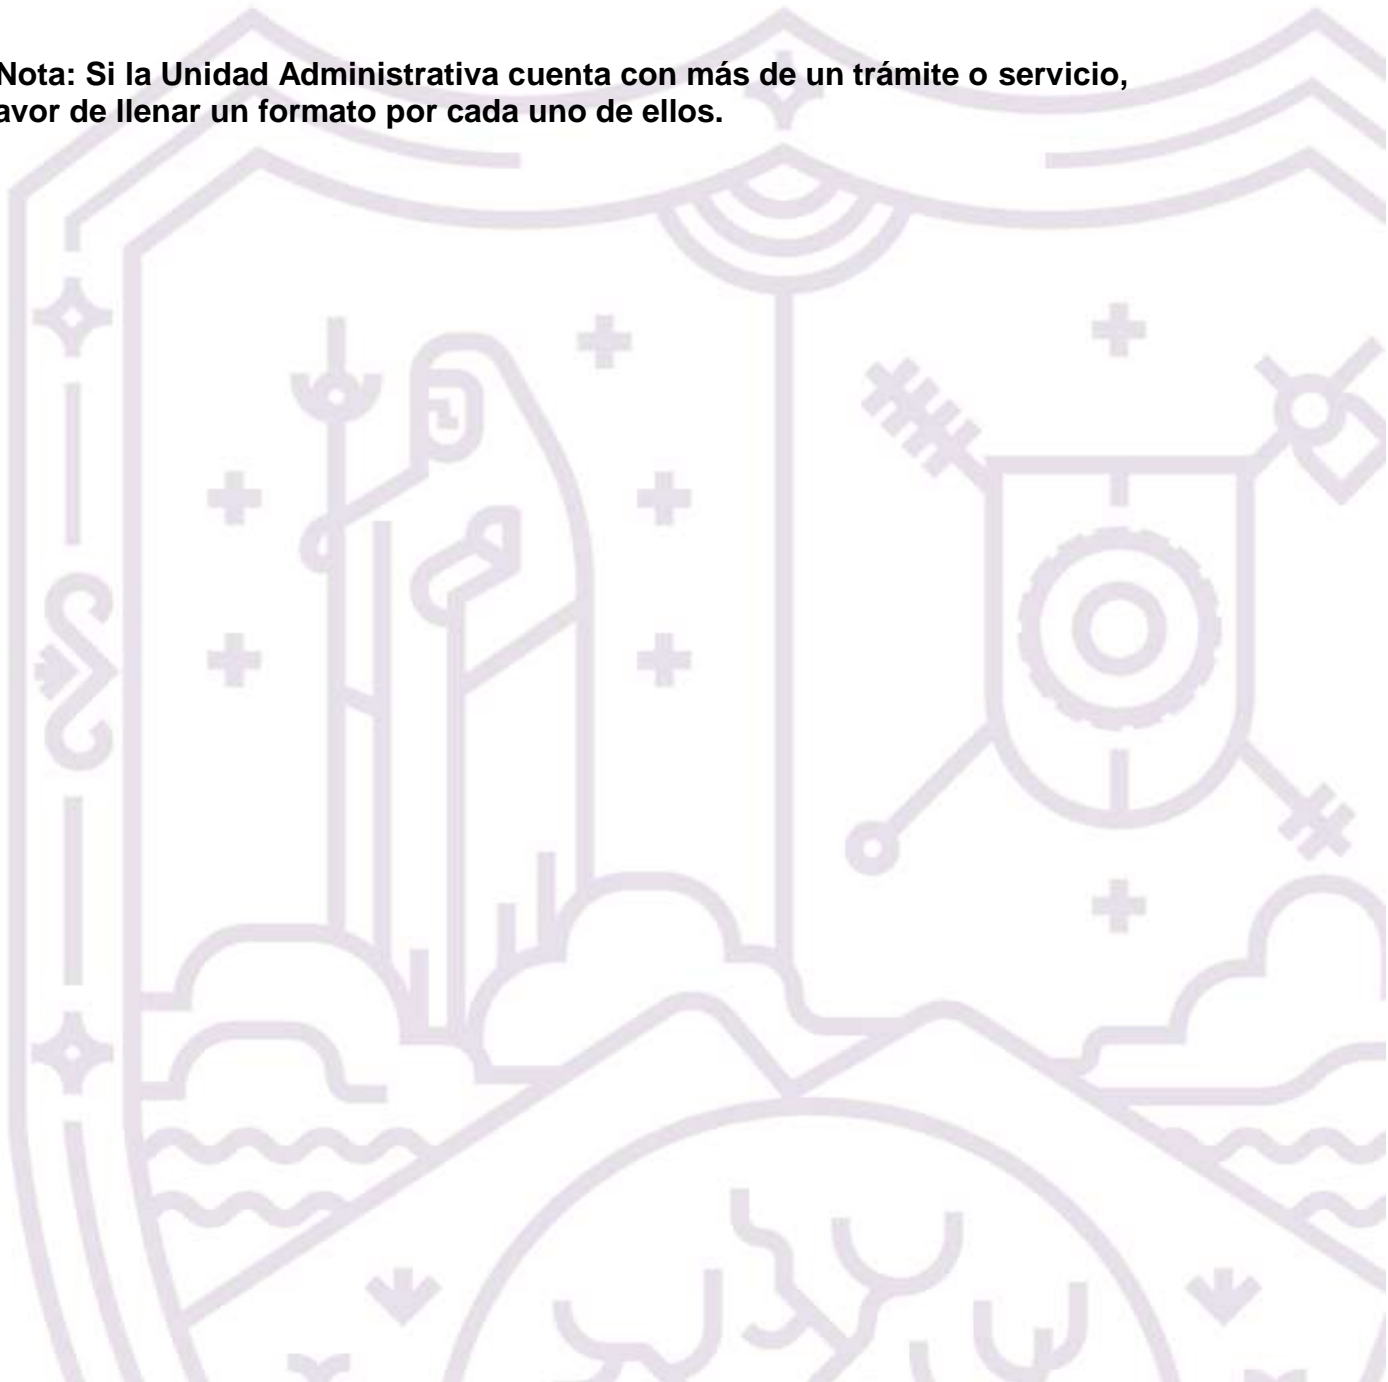 Nota: Si la Unidad Administrativa cuenta con más de un trámite o servicio,
avor de llenar un formato por cada uno de ellos.